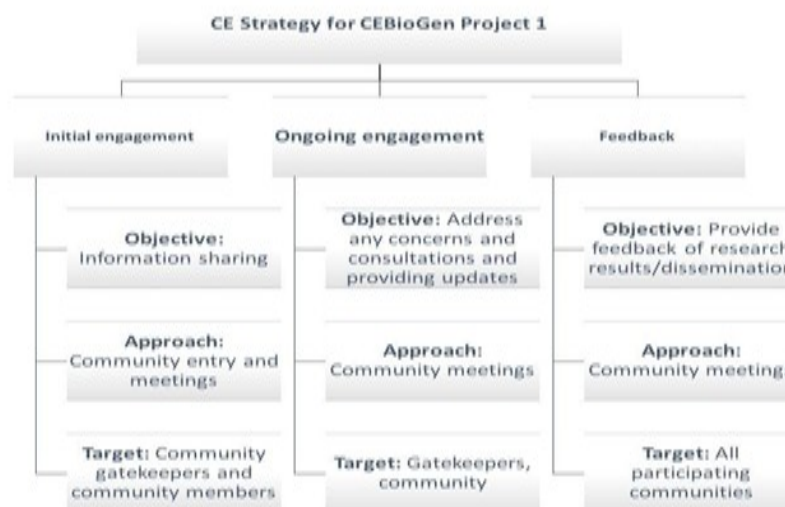 CE Strategy for CEBioGen Project 1
Initial engagement
Objective:
Information sharing
Approach:
Community entry and
meetings
Target: Community
gatekeepers and
community members
Ongoing engagement
Objective: Address
any concerns and
consultations and
providing updates
Approach:
Community meetings
Target: Gatekeepers,
community
Feedback
Objective: Provide
feedback of research
results/dissemination
Approach:
Community meetings
Target: All
participating
communities